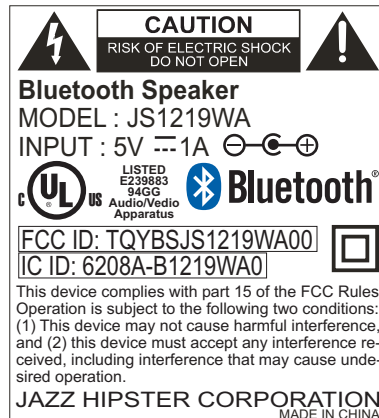 CAUTION
RISK OF ELECTRIC SHOCK
DO NOT OPEN
Bluetooth Speaker
MODEL : JS1219WA
INPUT : 5V ⎓ 1A
c UL ® US
LISTED
E239883
94GG
Audio/Vedio
Apparatus
Bluetooth®
FCC ID: TQYBSJS1219WA00
IC ID: 6208A-B1219WA0
This device complies with part 15 of the FCC Rules
Operation is subject to the following two conditions:
(1) This device may not cause harmful interference,
and (2) this device must accept any interference re-
ceived, including interference that may cause unde-
sired operation.
JAZZ HIPSTER CORPORATION
MADE IN CHINA